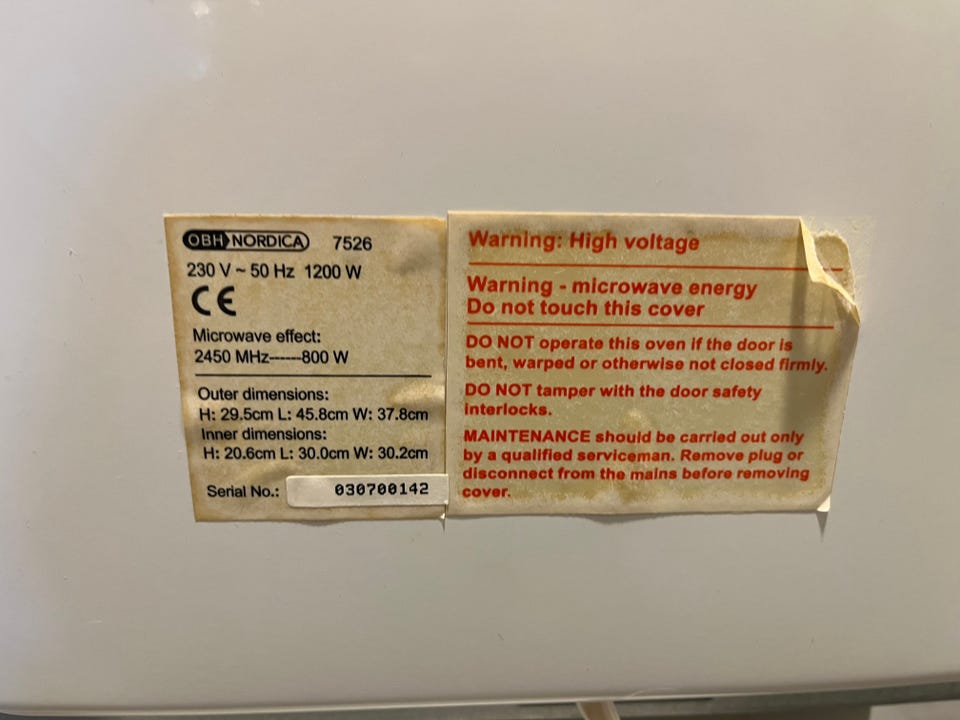 OBH NORDICA 7526
230 V ~ 50 Hz 1200 W
CE
Microwave effect:
2450 MHz------800 W
Outer dimensions:
H: 29.5cm L: 45.8cm W: 37.8cm
Inner dimensions:
H: 20.6cm L: 30.0cm W: 30.2cm
Serial No.: 030700142
Warning: High voltage
Warning - microwave energy
Do not touch this cover
DO NOT operate this oven if the door is
bent, warped or otherwise not closed firmly.
DO NOT tamper with the door safety
interlocks.
MAINTENANCE should be carried out only
by a qualified serviceman. Remove plug or
disconnect from the mains before removing
cover.